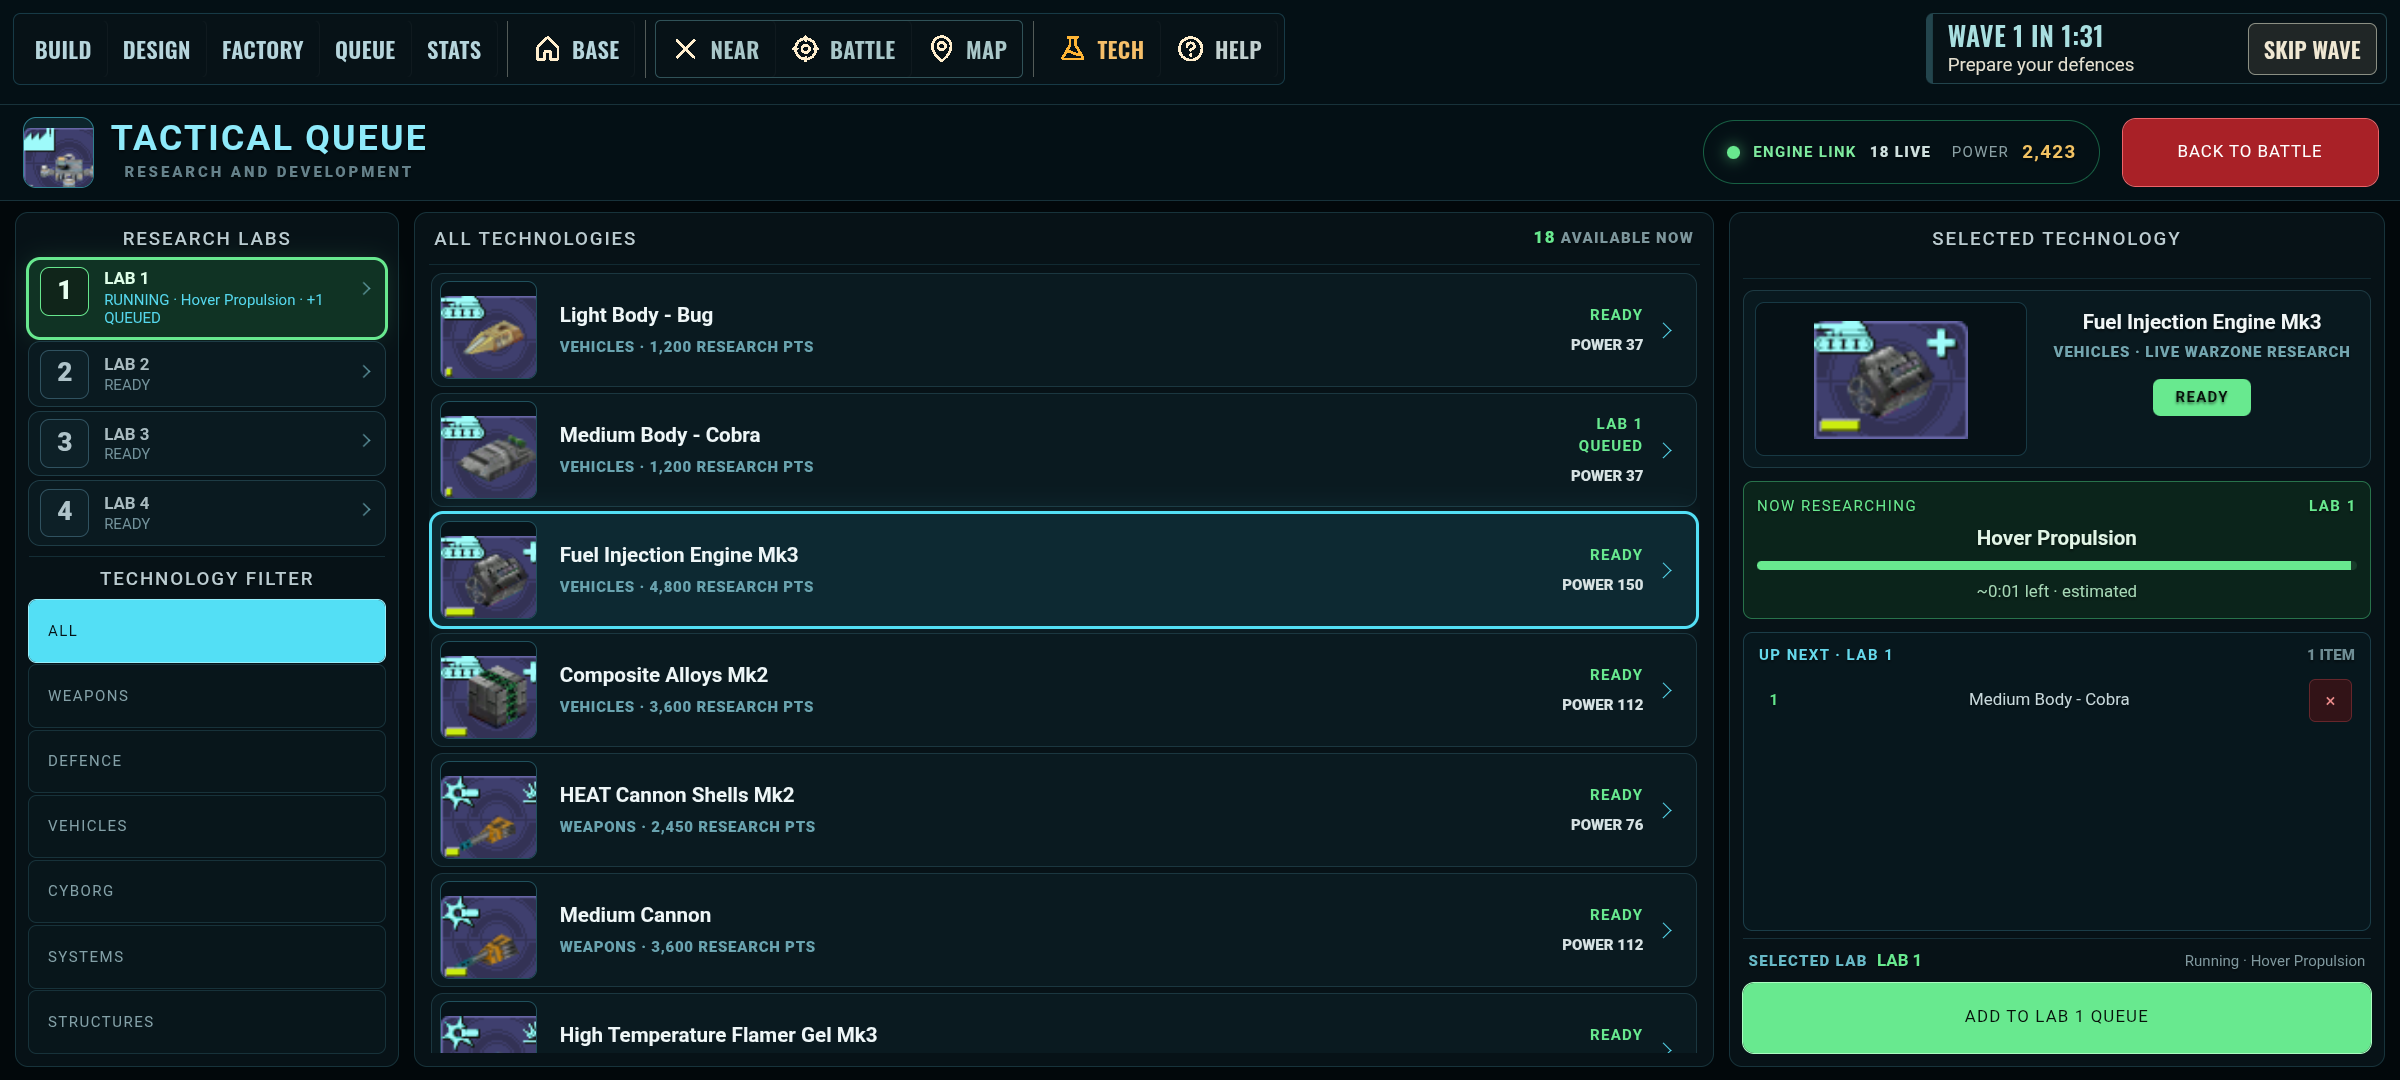 BUILD
DESIGN
FACTORY
QUEUE
STATS
BASE
NEAR
BATTLE
MAP
TECH
HELP
WAVE 1 IN 1:31
Prepare your defences
SKIP WAVE
TACTICAL QUEUE
RESEARCH AND DEVELOPMENT
ENGINE LINK 18 LIVE POWER 2,423
BACK TO BATTLE
RESEARCH LABS
1
LAB 1
RUNNING · Hover Propulsion · +1
QUEUED
2
LAB 2
READY
3
LAB 3
READY
4
LAB 4
READY
TECHNOLOGY FILTER
ALL
WEAPONS
DEFENCE
VEHICLES
CYBORG
SYSTEMS
STRUCTURES
ALL TECHNOLOGIES
18 AVAILABLE NOW
Light Body - Bug
VEHICLES · 1,200 RESEARCH PTS
READY
POWER 37
Medium Body - Cobra
VEHICLES · 1,200 RESEARCH PTS
LAB 1
QUEUED
POWER 37
Fuel Injection Engine Mk3
VEHICLES · 4,800 RESEARCH PTS
READY
POWER 150
Composite Alloys Mk2
VEHICLES · 3,600 RESEARCH PTS
READY
POWER 112
HEAT Cannon Shells Mk2
WEAPONS · 2,450 RESEARCH PTS
READY
POWER 76
Medium Cannon
WEAPONS · 3,600 RESEARCH PTS
READY
POWER 112
High Temperature Flamer Gel Mk3
READY
SELECTED TECHNOLOGY
Fuel Injection Engine Mk3
VEHICLES · LIVE WARZONE RESEARCH
READY
NOW RESEARCHING
LAB 1
Hover Propulsion
~0:01 left · estimated
UP NEXT · LAB 1
1 ITEM
1
Medium Body - Cobra
×
SELECTED LAB LAB 1
Running · Hover Propulsion
ADD TO LAB 1 QUEUE